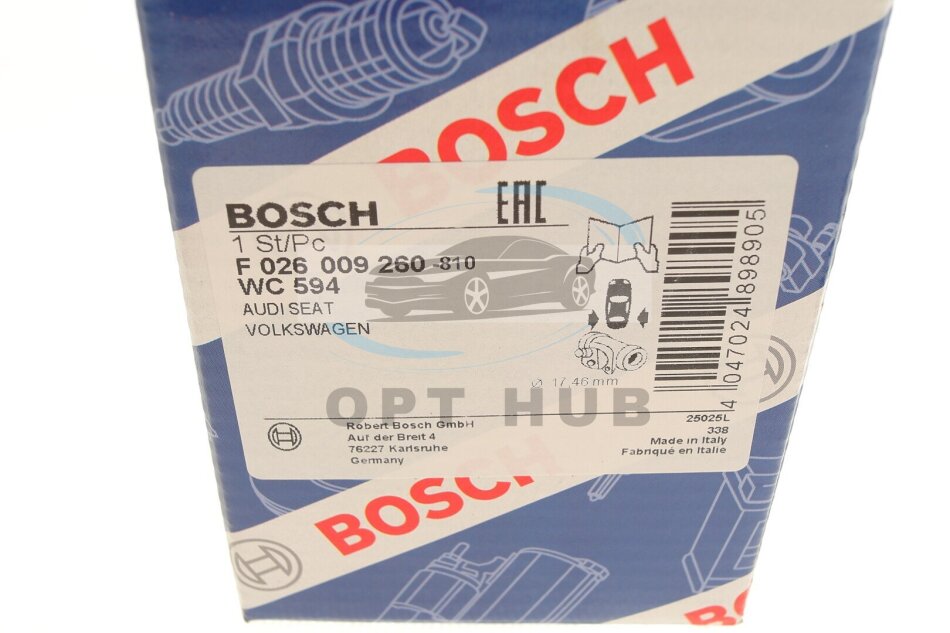 BOSCH
BOSCH
EAC
1 St/Pc
F 026 009 260 -810
WC 594
AUDI SEAT
VOLKSWAGEN
Ø 17,46 mm
4 047024 898905
OPT HUB
Robert Bosch GmbH
Auf der Breit 4
76227 Karlsruhe
Germany
25025L
338
Made in Italy
Fabriqué en Italie
BOSCH